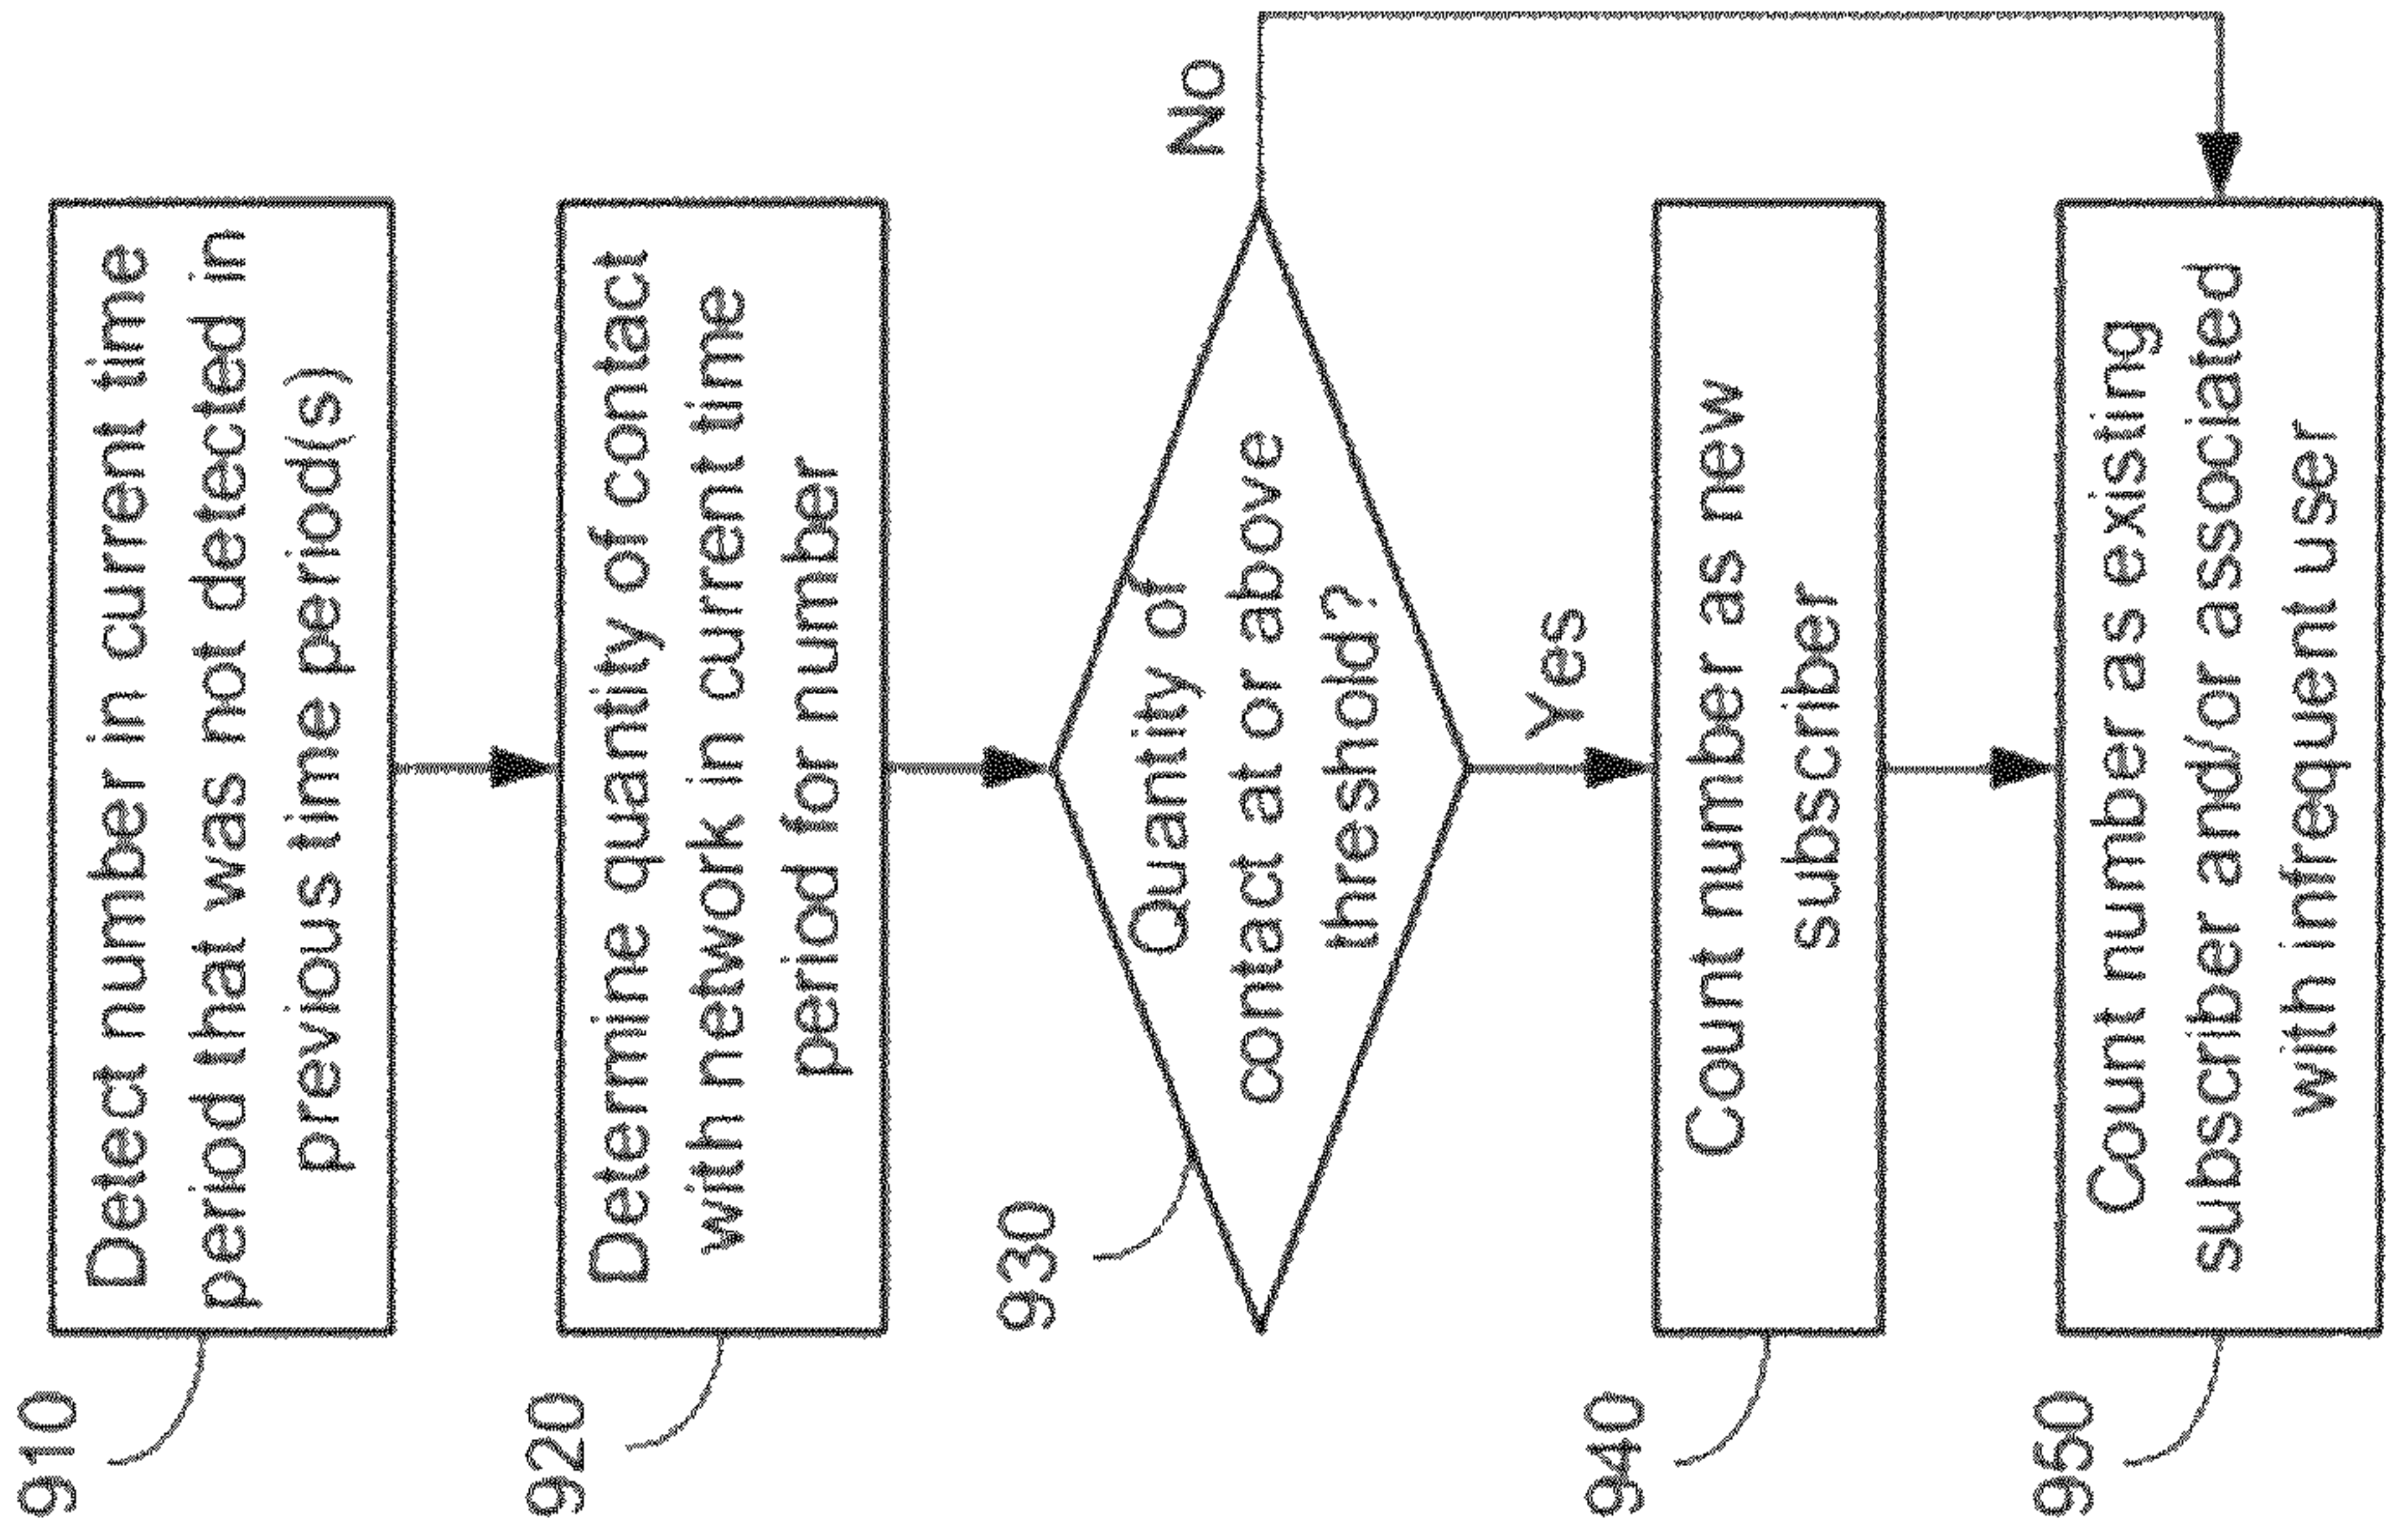 910
Detect number in current time
period that was not detected in
previous time period(s)
920
Determine quantity of contact
with network in current time
period for number
930
Quantity of
contact at or above
threshold?
No
Yes
940
Count number as new
subscriber
950
Count number as existing
subscriber and/or associated
with infrequent user